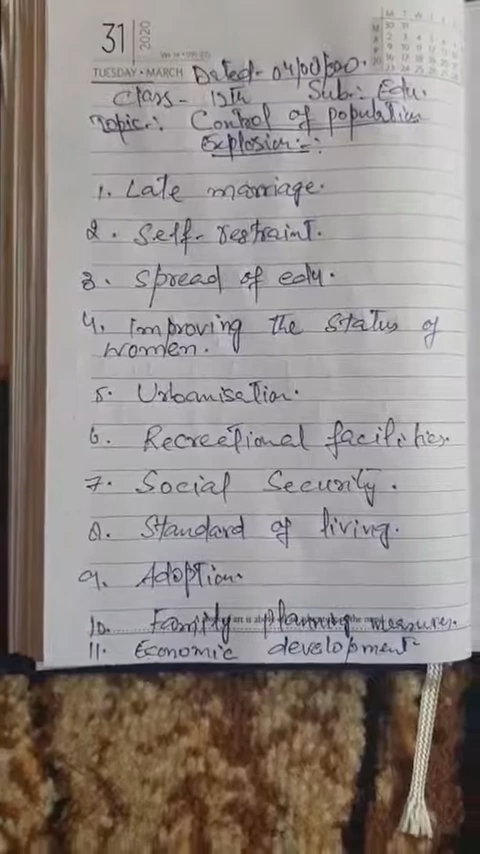 31
2020
TUESDAY • MARCH
Dated- 04/00/200.
Class- 12th Sub:- Edu.
Topic:: Control of population
Explosion:-:
1. Late marriage.
2. Self-restraint.
3. Spread of edu.
4. Improving the status of
women.
5. Urbanisation.
6. Recreational facilities.
7. Social Security.
8. Standard of living.
9. Adoption.
10. Family planning measures.
11. Economic development